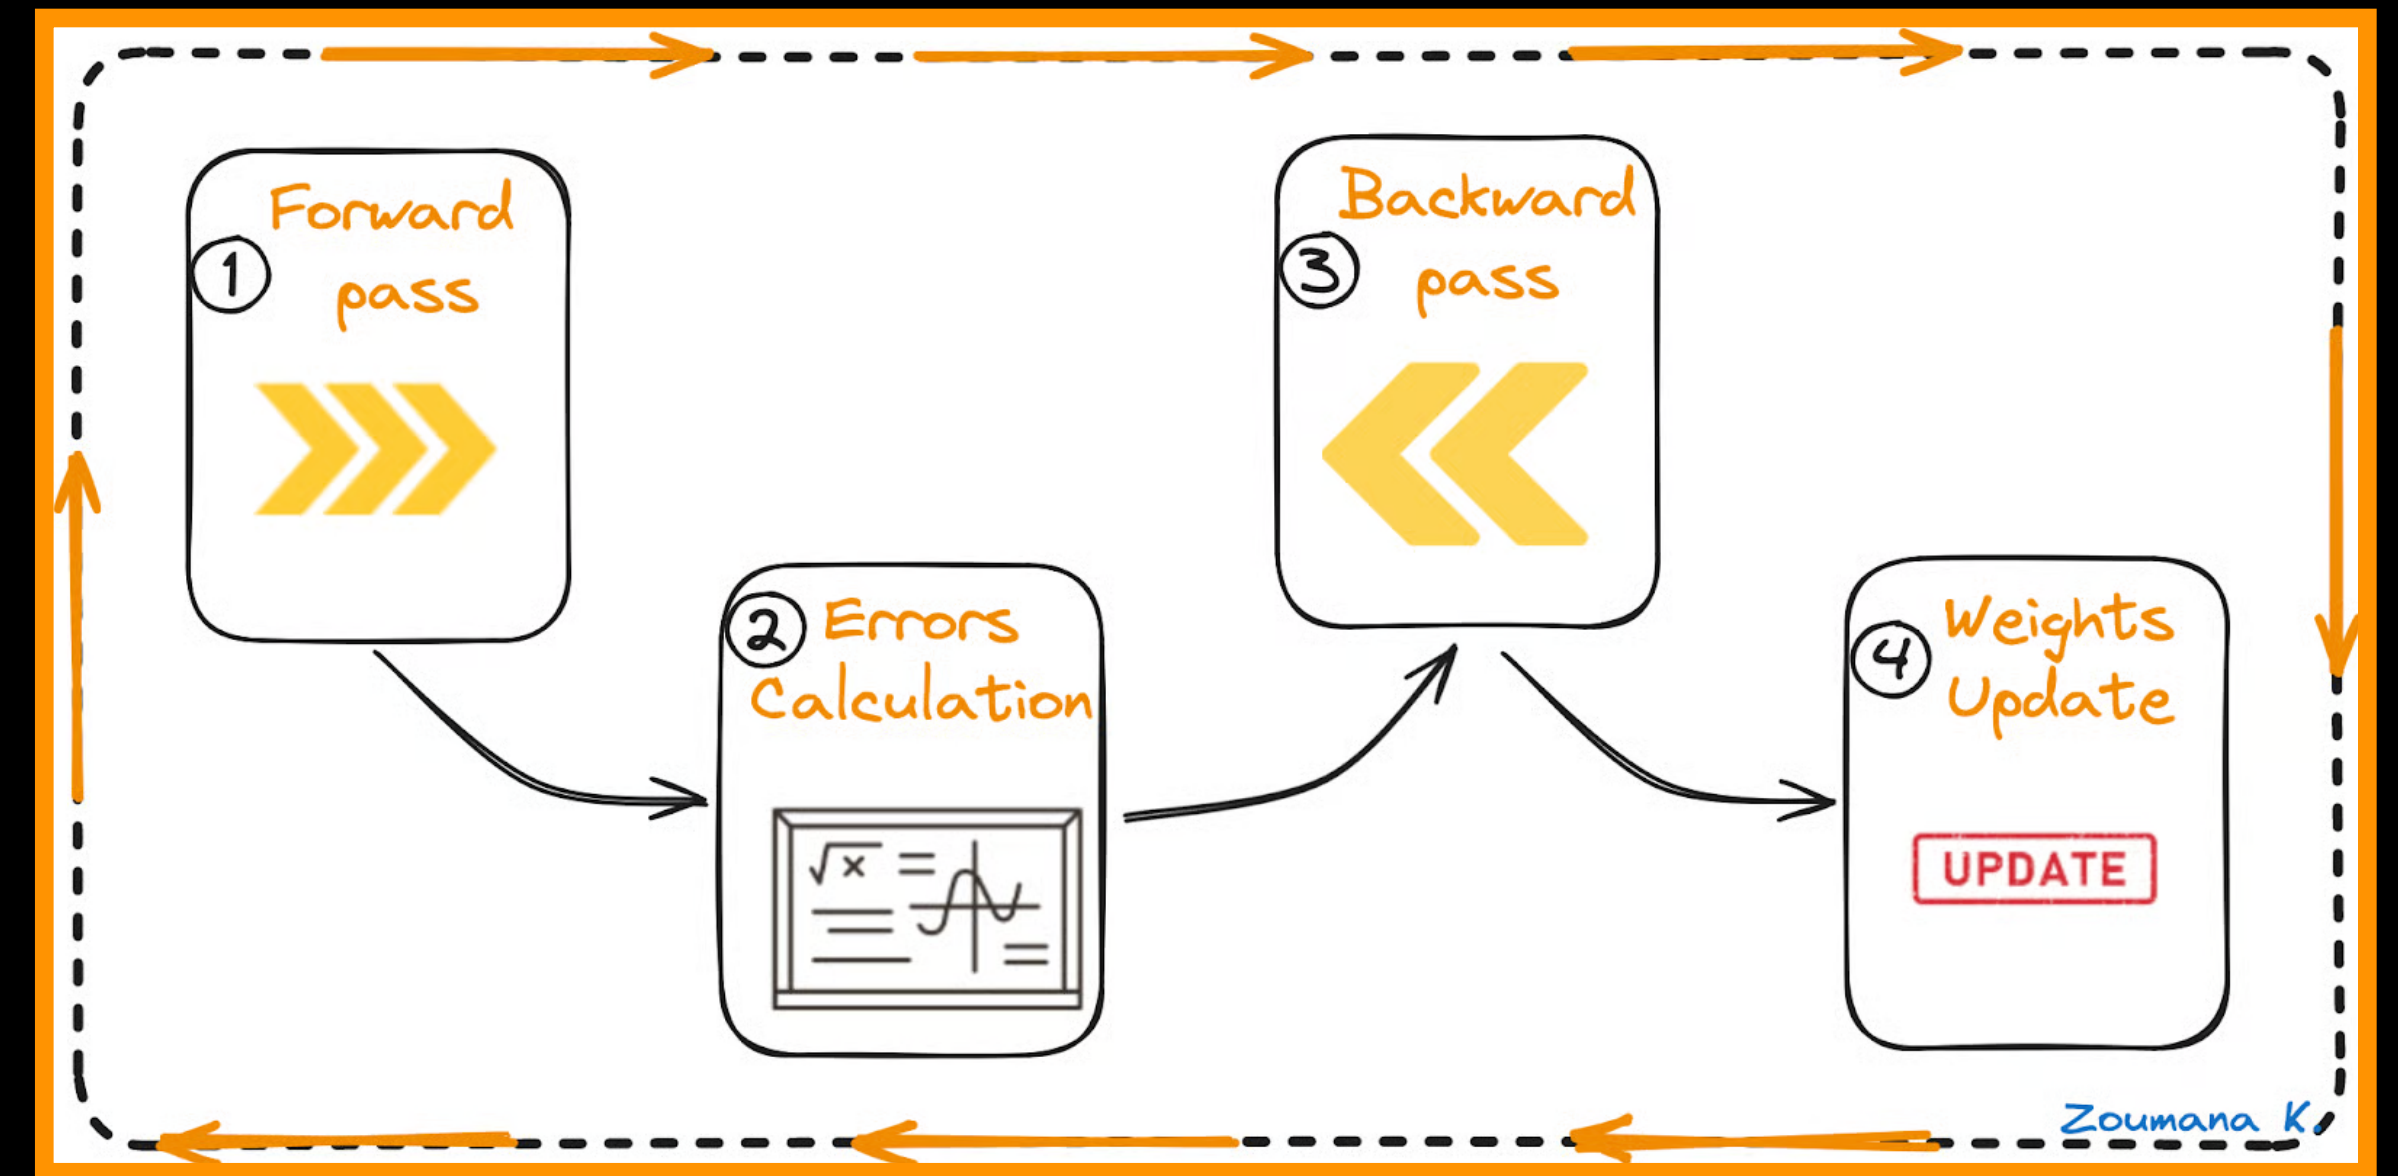 Forward
1
pass
2 Errors
Calculation
√x =
Backward
3
pass
Weights
4
Update
UPDATE
Zoumana K.